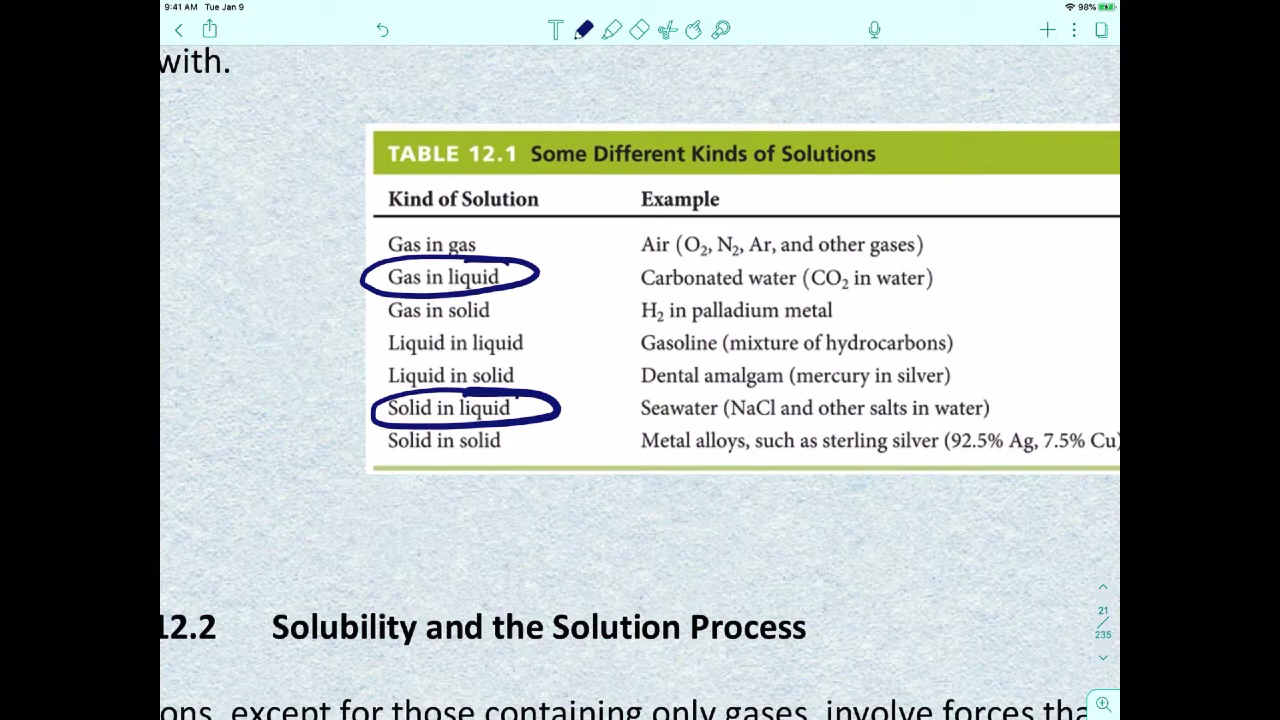 9:41 AM Tue Jan 9
98%
with.
TABLE 12.1 Some Different Kinds of Solutions
Kind of Solution Example
Gas in gas Air (O₂, N₂, Ar, and other gases)
Gas in liquid Carbonated water (CO₂ in water)
Gas in solid H₂ in palladium metal
Liquid in liquid Gasoline (mixture of hydrocarbons)
Liquid in solid Dental amalgam (mercury in silver)
Solid in liquid Seawater (NaCl and other salts in water)
Solid in solid Metal alloys, such as sterling silver (92.5% Ag, 7.5% Cu)
21
/
235
12.2 Solubility and the Solution Process
ons, except for those containing only gases, involve forces tha